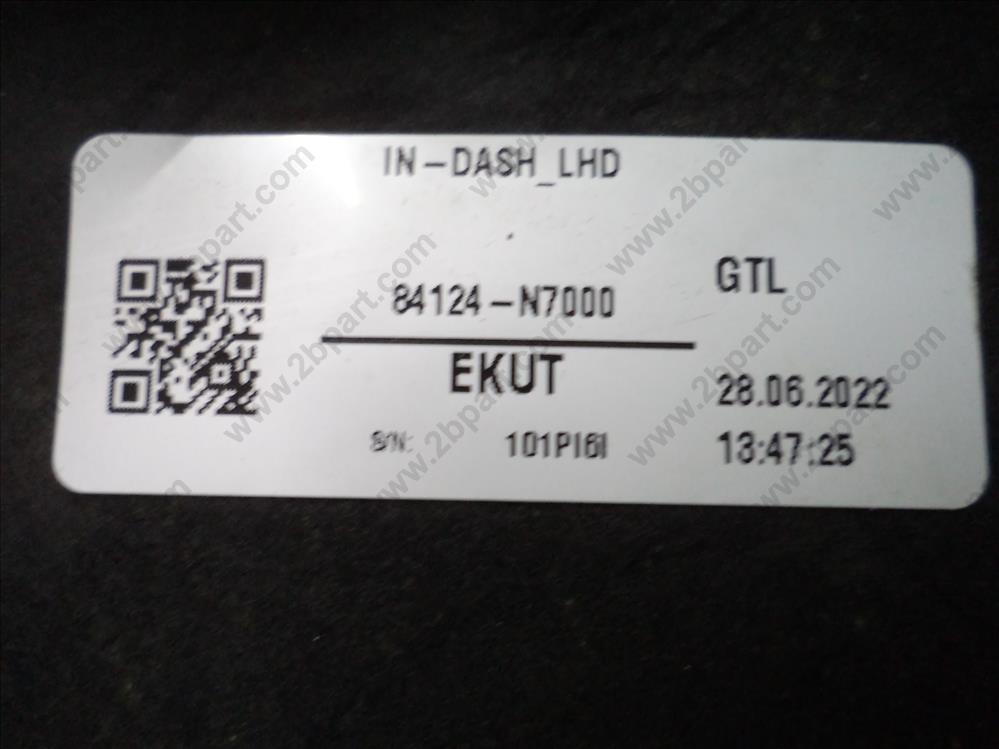 IN-DASH_LHD
GTL
84124-N7000
EKUT
28.06.2022
S/N: 101PI6I
13:47:25
www.2bpart.com